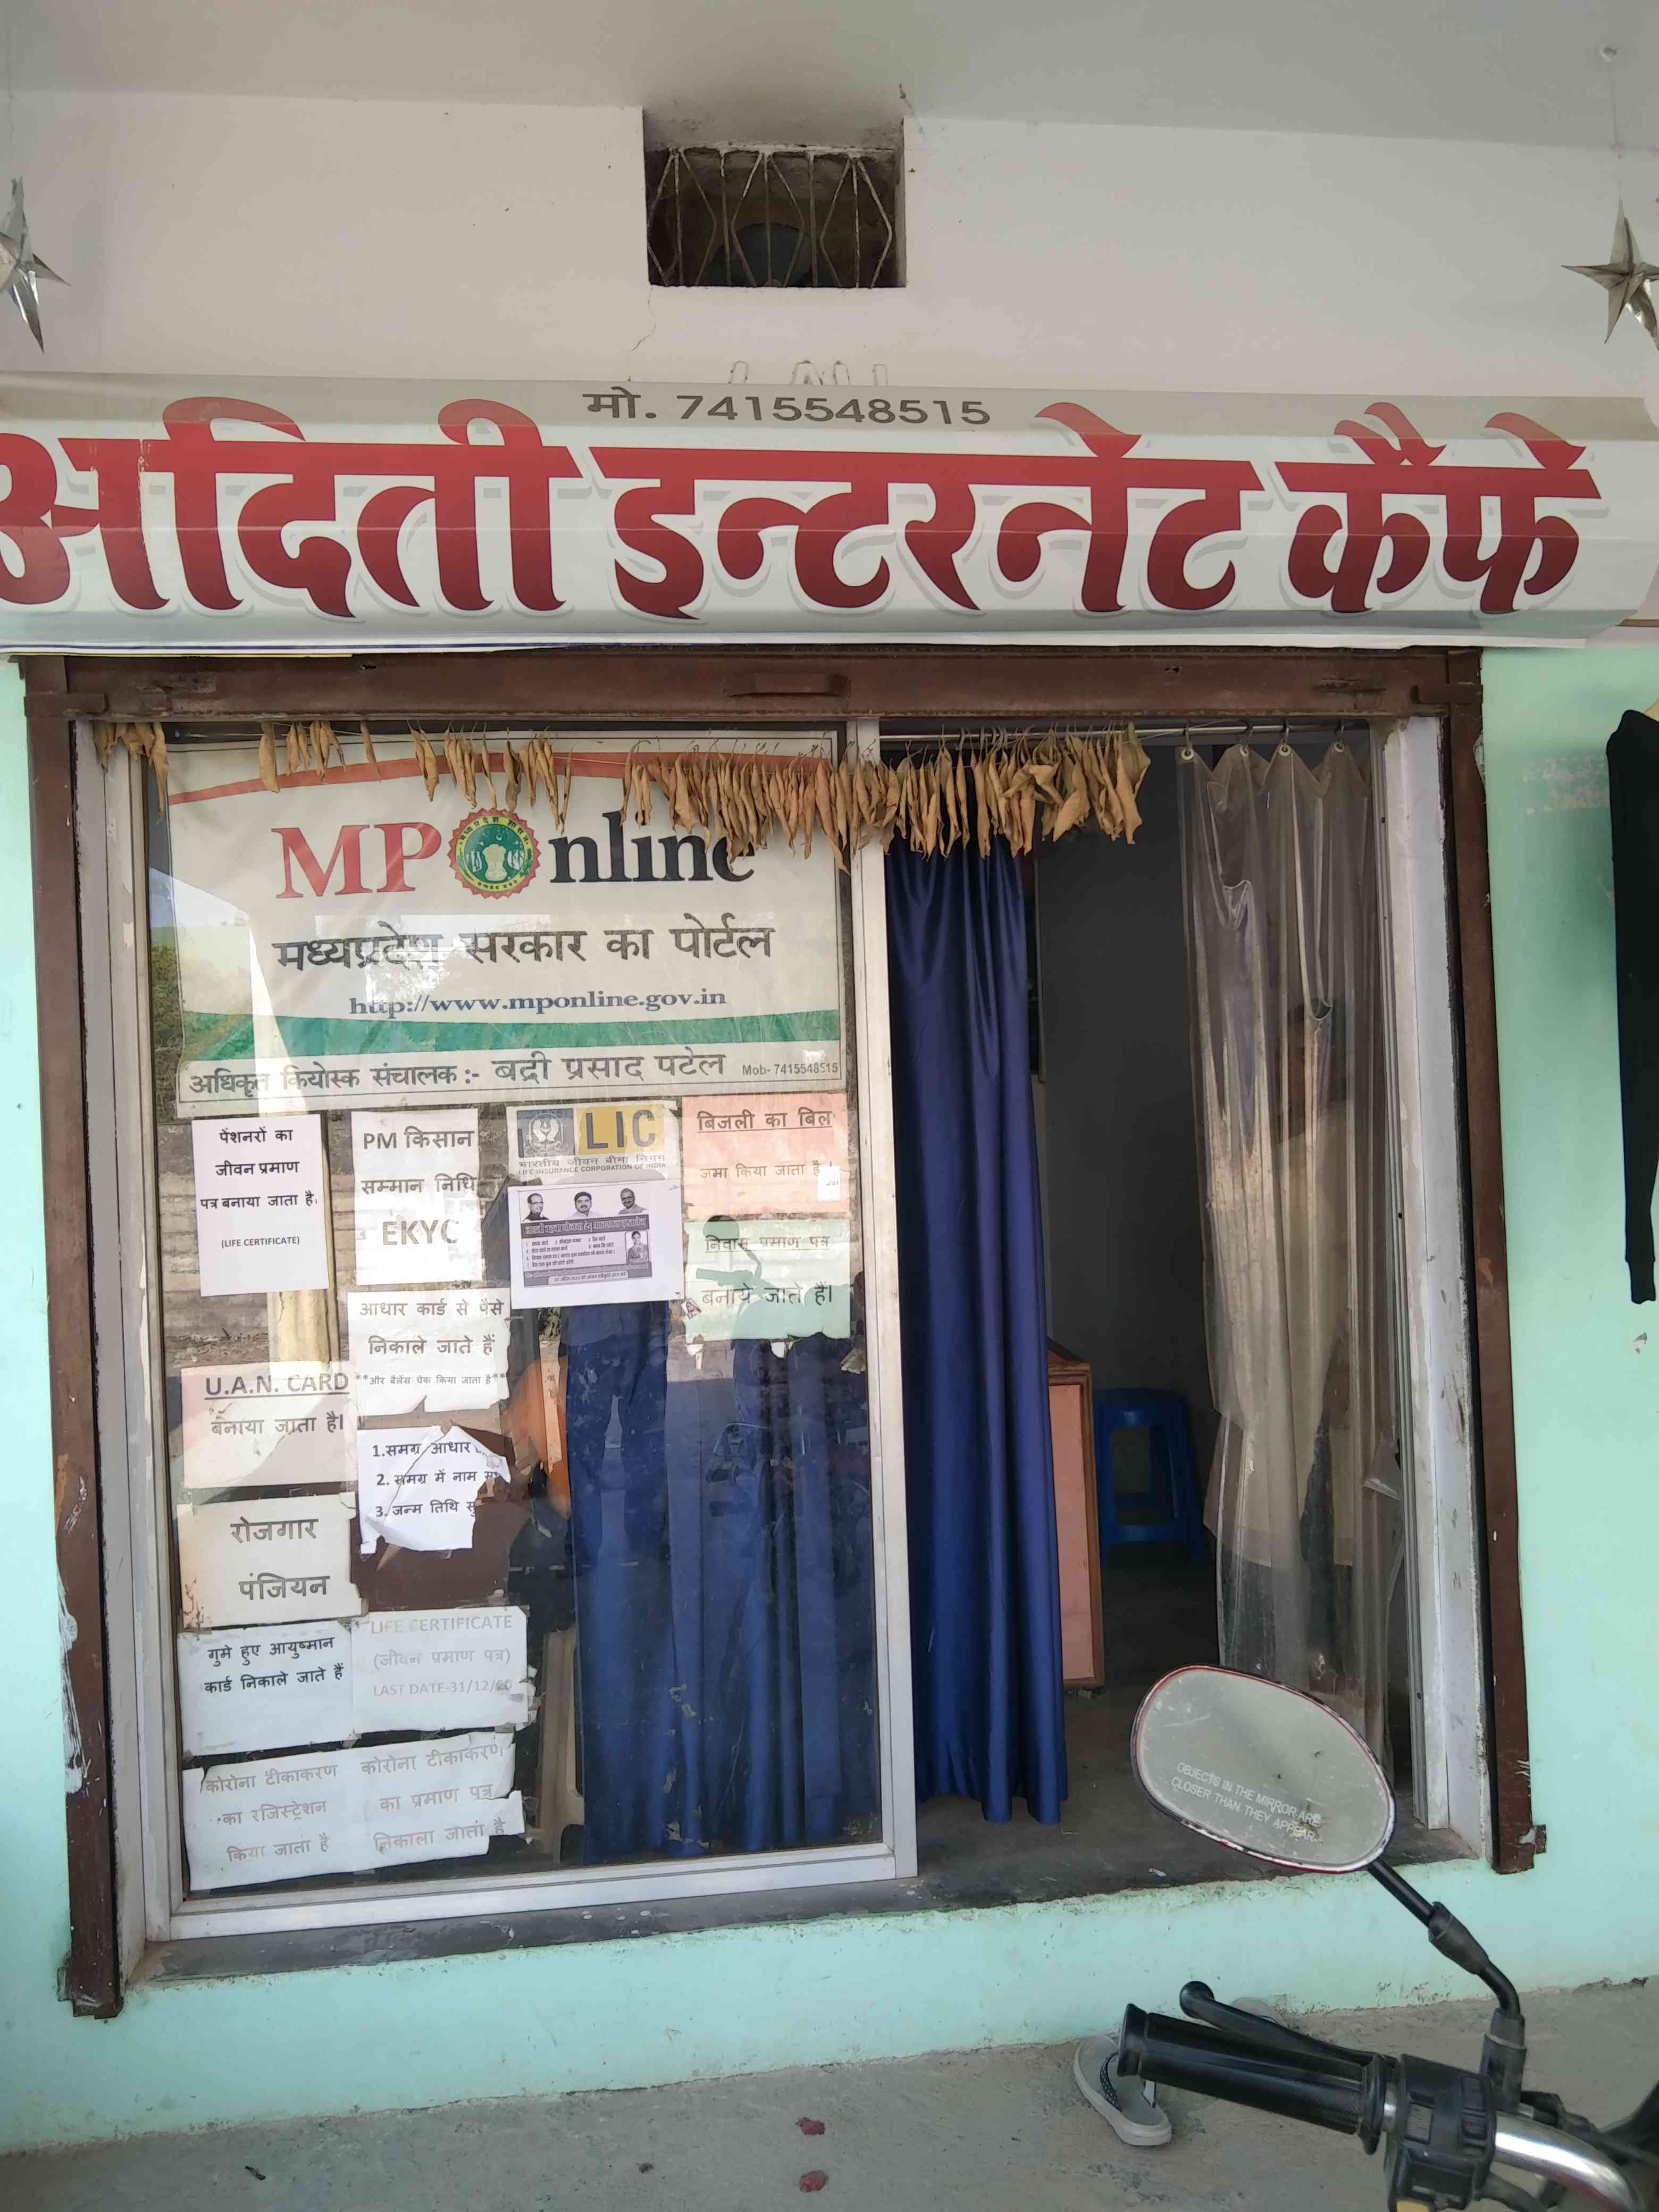 मो. 7415548515
अदिती इन्टरनेट कैफे
MPOnline
मध्यप्रदेश सरकार का पोर्टल
http://www.mponline.gov.in
अधिकृत कियोस्क संचालक :- बद्री प्रसाद पटेल Mob- 7415548515
पेंशनरों का
जीवन प्रमाण
पत्र बनाया जाता है.
(LIFE CERTIFICATE)
PM किसान
सम्मान निधि
EKYC
LIC
भारतीय जीवन बीमा निगम
LIFE INSURANCE CORPORATION OF INDIA
बिजली का बिल
जमा किया जाता है।
निवास प्रमाण पत्र
बनाये जाते हैं।
आधार कार्ड से पैसे
निकाले जाते हैं
**और बैलेंस चेक किया जाता है**
U.A.N. CARD
बनाया जाता है।
1.समग्र आधार
2. समग्र में नाम
3. जन्म तिथि
रोजगार
पंजियन
गुमे हुए आयुष्मान
कार्ड निकाले जाते हैं
LIFE CERTIFICATE
(जीवन प्रमाण पत्र)
LAST DATE-31/12/
कोरोना टीकाकरण
का रजिस्ट्रेशन
किया जाता है
कोरोना टीकाकरण
का प्रमाण पत्र
निकाला जाता है
OBJECTS IN THE MIRROR ARE
CLOSER THAN THEY APPEAR